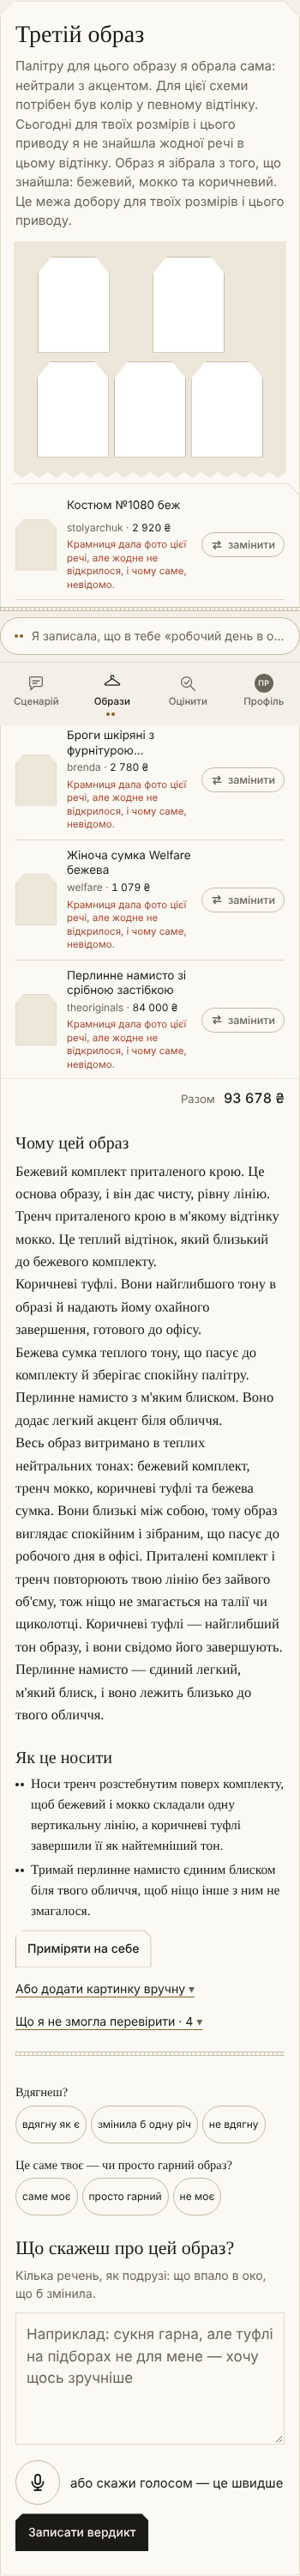 Третій образ
Палітру для цього образу я обрала сама:
нейтрали з акцентом. Для цієї схеми
потрібен був колір у певному відтінку.
Сьогодні для твоїх розмірів і цього
приводу я не знайшла жодної речі в
цьому відтінку. Образ я зібрала з того, що
знайшла: бежевий, мокко та коричневий.
Це межа добору для твоїх розмірів і цього
приводу.
Костюм №1080 беж
stolyarchuk · 2 920 ₴
Крамниця дала фото цієї
речі, але жодне не
відкрилося, і чому саме,
невідомо.
замінити
Я записала, що в тебе «робочий день в о...
Сценарій
Образи
Оцінити
ПР
Профіль
Броги шкіряні з
фурнітурою...
brenda · 2 780 ₴
Крамниця дала фото цієї
речі, але жодне не
відкрилося, і чому саме,
невідомо.
замінити
Жіноча сумка Welfare
бежева
welfare · 1 079 ₴
Крамниця дала фото цієї
речі, але жодне не
відкрилося, і чому саме,
невідомо.
замінити
Перлинне намисто зі
срібною застібкою
theoriginals · 84 000 ₴
Крамниця дала фото цієї
речі, але жодне не
відкрилося, і чому саме,
невідомо.
замінити
Разом 93 678 ₴
Чому цей образ
Бежевий комплект приталеного крою. Це
основа образу, і він дає чисту, рівну лінію.
Тренч приталеного крою в м'якому відтінку
мокко. Це теплий відтінок, який близький
до бежевого комплекту.
Коричневі туфлі. Вони найглибшого тону в
образі й надають йому охайного
завершення, готового до офісу.
Бежева сумка теплого тону, що пасує до
комплекту й зберігає спокійну палітру.
Перлинне намисто з м'яким блиском. Воно
додає легкий акцент біля обличчя.
Весь образ витримано в теплих
нейтральних тонах: бежевий комплект,
тренч мокко, коричневі туфлі та бежева
сумка. Вони близькі між собою, тому образ
виглядає спокійним і зібраним, що пасує до
робочого дня в офісі. Приталені комплект і
тренч повторюють твою лінію без зайвого
об'єму, тож ніщо не змагається на талії чи
щиколотці. Коричневі туфлі — найглибший
тон образу, і вони свідомо його завершують.
Перлинне намисто — єдиний легкий,
м'який блиск, і воно лежить близько до
твого обличчя.
Як це носити
Носи тренч розстебнутим поверх комплекту,
щоб бежевий і мокко складали одну
вертикальну лінію, а коричневі туфлі
завершили її як найтемніший тон.
Тримай перлинне намисто єдиним блиском
біля твого обличчя, щоб ніщо інше з ним не
змагалося.
Приміряти на себе
Або додати картинку вручну ▾
Що я не змогла перевірити · 4 ▾
Вдягнеш?
вдягну як є
змінила б одну річ
не вдягну
Це саме твоє — чи просто гарний образ?
саме моє
просто гарний
не моє
Що скажеш про цей образ?
Кілька речень, як подрузі: що впало в око,
що б змінила.
Наприклад: сукня гарна, але туфлі
на підборах не для мене — хочу
щось зручніше
або скажи голосом — це швидше
Записати вердикт